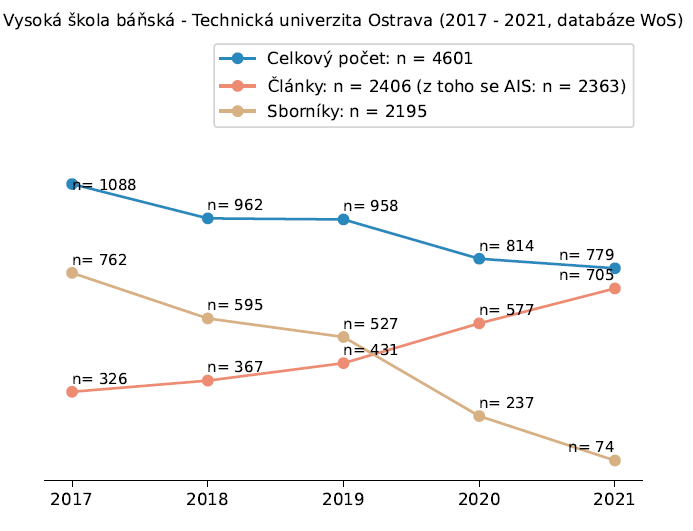 Vysoká škola báňská - Technická univerzita Ostrava (2017 - 2021, databáze WoS)
Celkový počet: n = 4601
Články: n = 2406 (z toho se AIS: n = 2363)
Sborníky: n = 2195
n= 1088
n= 962
n= 958
n= 814
n= 779
n= 705
n= 762
n= 595
n= 527
n= 577
n= 431
n= 326
n= 367
n= 237
n= 74
2017 2018 2019 2020 2021